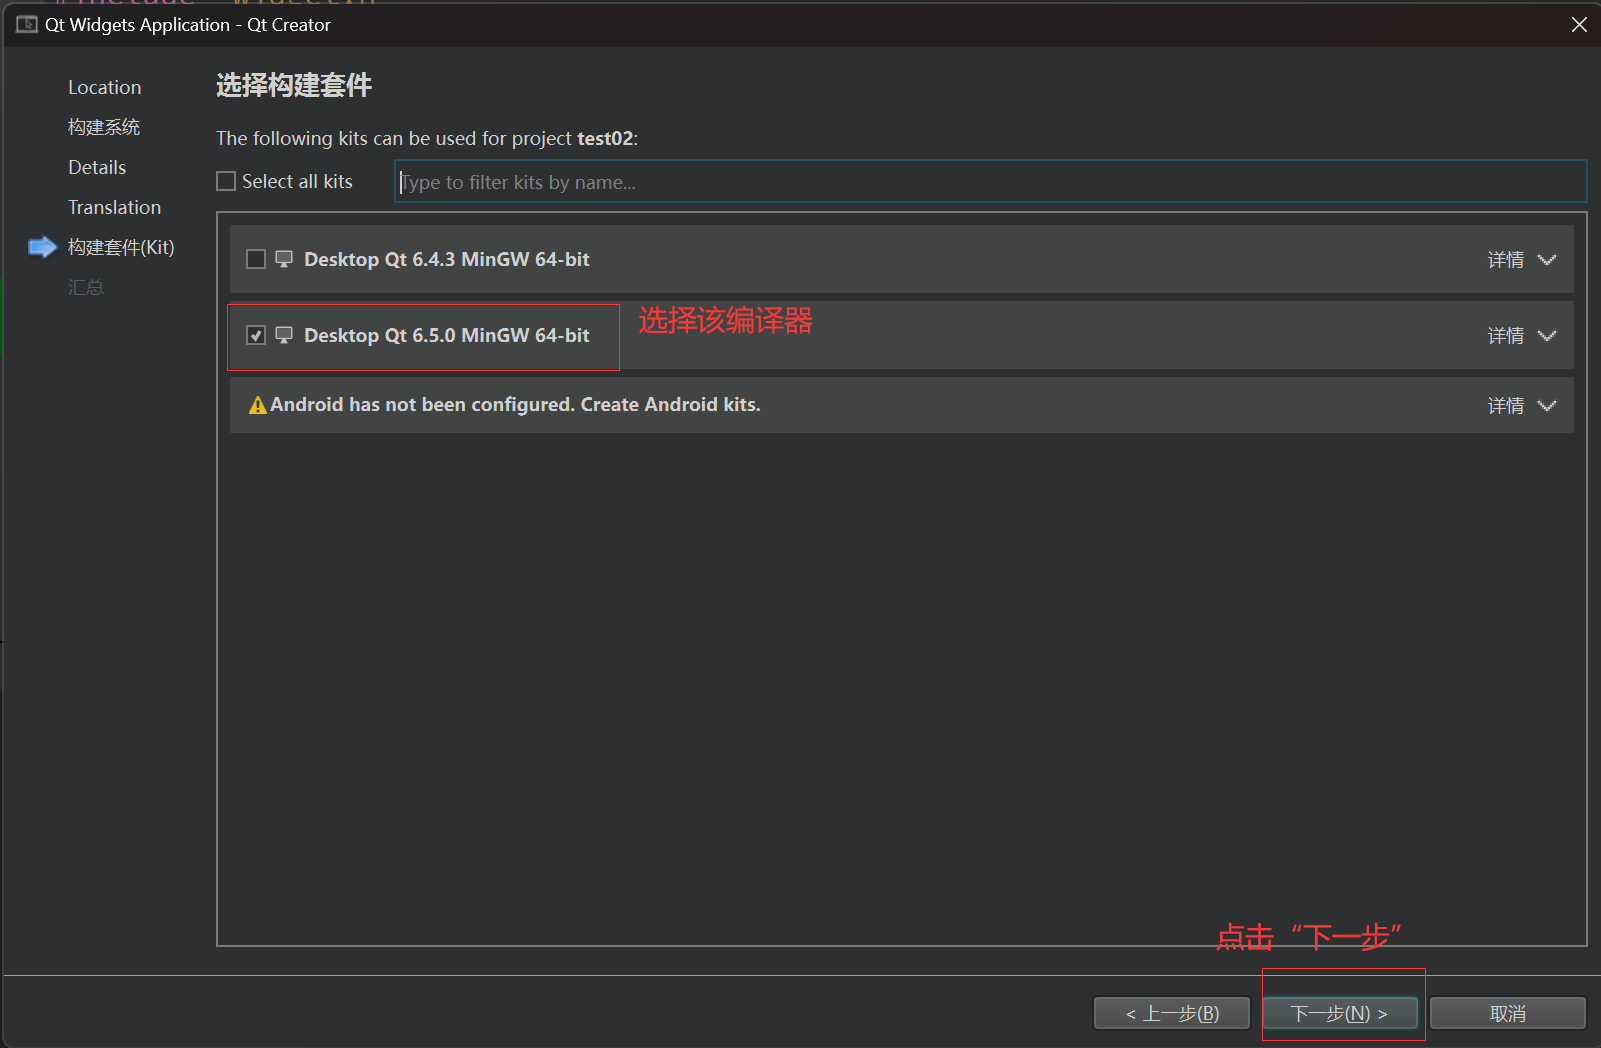 #include "widget.h"
Qt Widgets Application - Qt Creator
Location
构建系统
Details
Translation
构建套件(Kit)
汇总
选择构建套件
The following kits can be used for project test02:
Select all kits
Type to filter kits by name...
Desktop Qt 6.4.3 MinGW 64-bit
详情
Desktop Qt 6.5.0 MinGW 64-bit
选择该编译器
详情
Android has not been configured. Create Android kits.
详情
点击“下一步”
< 上一步(B)
下一步(N) >
取消